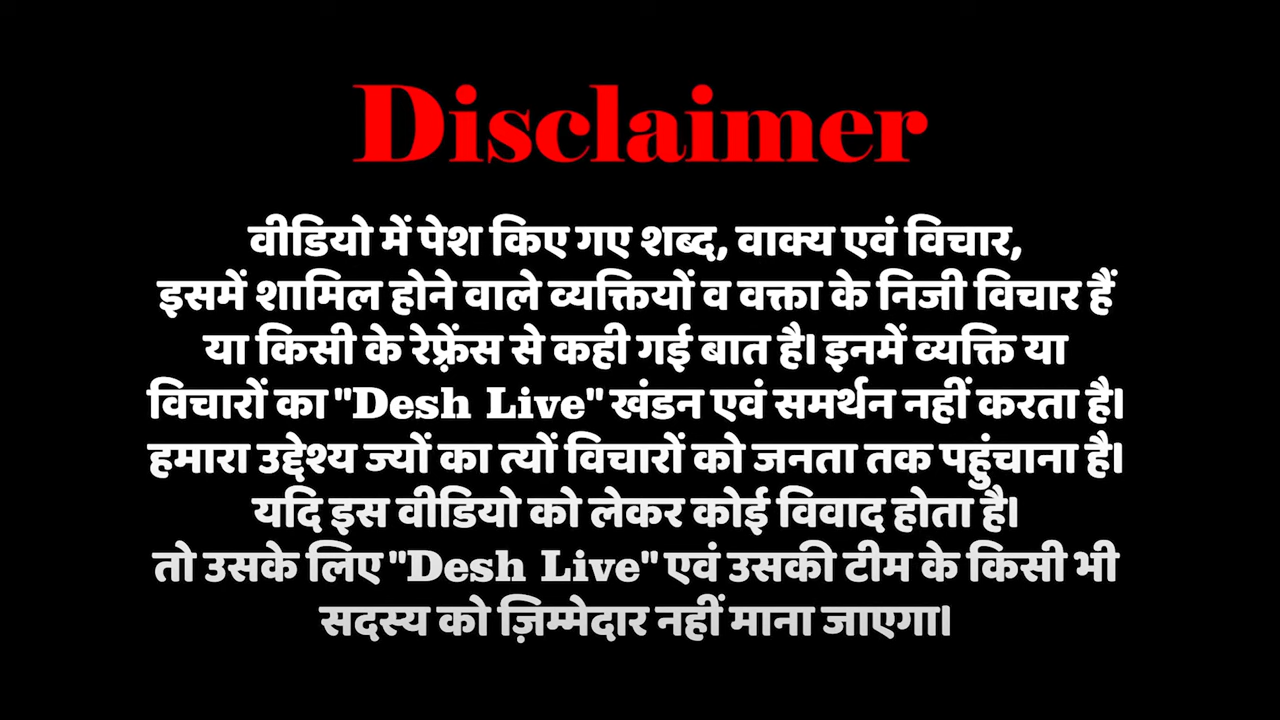 Disclaimer
वीडियो में पेश किए गए शब्द, वाक्य एवं विचार,
इसमें शामिल होने वाले व्यक्तियों व वक्ता के निजी विचार हैं
या किसी के रेफ़्रेंस से कही गई बात है। इनमें व्यक्ति या
विचारों का "Desh Live" खंडन एवं समर्थन नहीं करता है।
हमारा उद्देश्य ज्यों का त्यों विचारों को जनता तक पहुंचाना है।
यदि इस वीडियो को लेकर कोई विवाद होता है।
तो उसके लिए "Desh Live" एवं उसकी टीम के किसी भी
सदस्य को ज़िम्मेदार नहीं माना जाएगा।